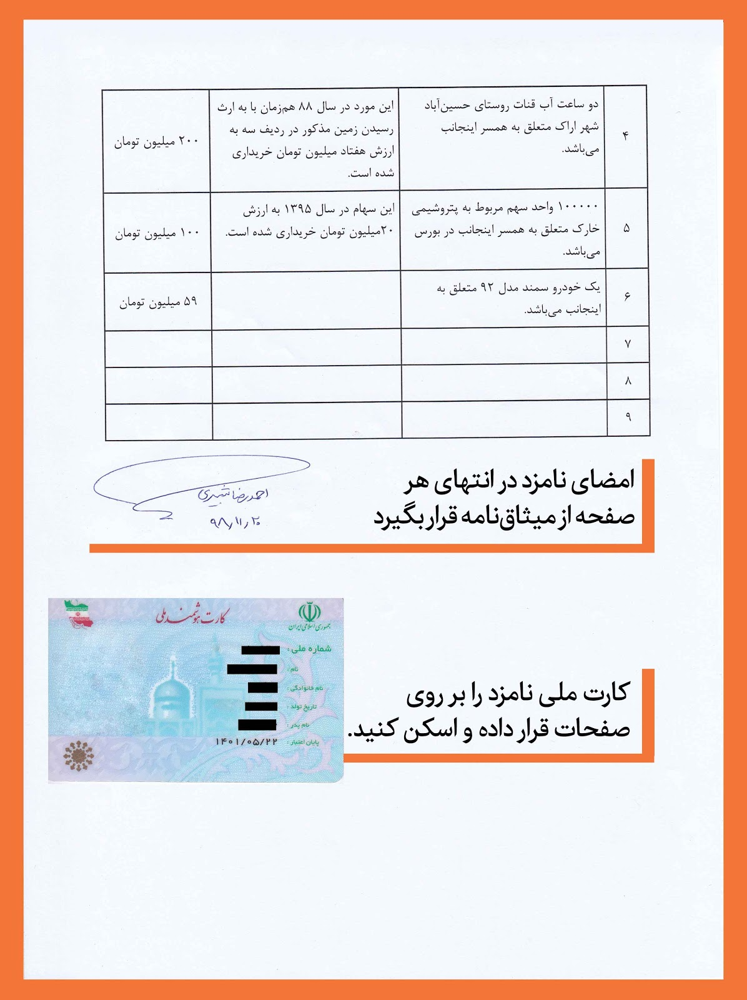 ۴
دو ساعت آب قنات روستای حسین‌آباد
شهر اراک متعلق به همسر اینجانب
می‌باشد.
این مورد در سال ۸۸ هم‌زمان با به ارث
رسیدن زمین مذکور در ردیف سه به
ارزش هفتاد میلیون تومان خریداری
شده است.
۲۰۰ میلیون تومان
۵
۱۰۰۰۰۰ واحد سهم مربوط به پتروشیمی
خارک متعلق به همسر اینجانب در بورس
می‌باشد.
این سهام در سال ۱۳۹۵ به ارزش
۲۰میلیون تومان خریداری شده است.
۱۰۰ میلیون تومان
۶
یک خودرو سمند مدل ۹۲ متعلق به
اینجانب می‌باشد.
۵۹ میلیون تومان
۷
۸
۹
امضای نامزد در انتهای هر
صفحه از میثاق‌نامه قرار بگیرد
احمدرضا شبیری
۹۸/۱۱/۲۰
کارت هوشمند ملی
جمهوری اسلامی ایران
شماره ملی :
نام :
نام خانوادگی :
تاریخ تولد :
نام پدر :
پایان اعتبار : ۱۴۰۱/۰۵/۲۲
کارت ملی نامزد را بر روی
صفحات قرار داده و اسکن کنید.